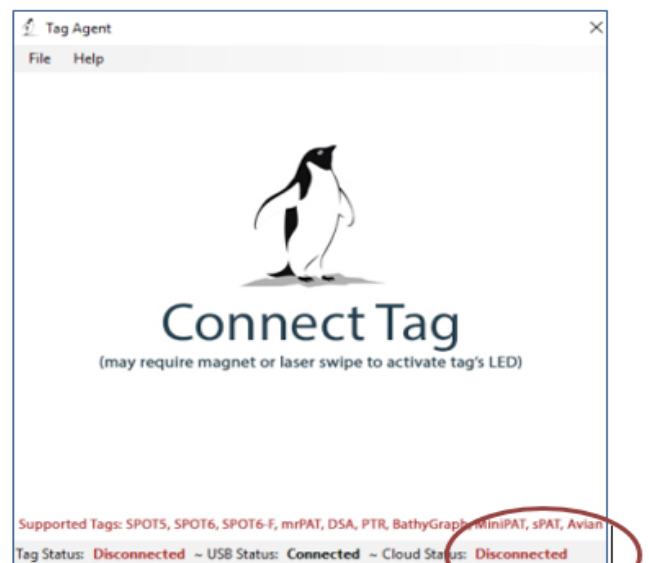 Tag Agent
File Help
Connect Tag
(may require magnet or laser swipe to activate tag's LED)
Supported Tags: SPOT5, SPOT6, SPOT6-F, mrPAT, DSA, PTR, BathyGraph, MiniPAT, sPAT, Avian
Tag Status: Disconnected ~ USB Status: Connected ~ Cloud Status: Disconnected